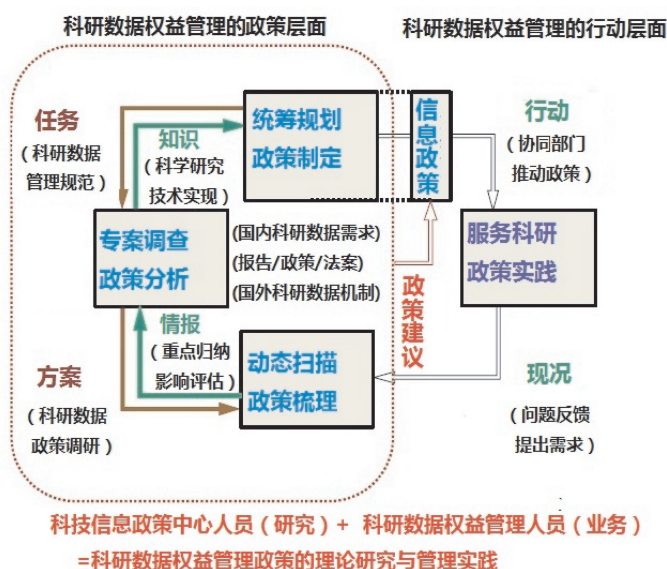 科研数据权益管理的政策层面
科研数据权益管理的行动层面
任务
(科研数据
管理规范)
知识
(科学研究
技术实现)
统筹规划
政策制定
信息政策
行动
(协同部门
推动政策)
专案调查
政策分析
(国内科研数据需求)
(报告/政策/法案)
(国外科研数据机制)
服务科研
政策实践
政策建议
情报
(重点归纳
影响评估)
方案
(科研数据
政策调研)
动态扫描
政策梳理
现况
(问题反馈
提出需求)
科技信息政策中心人员(研究)+ 科研数据权益管理人员(业务)
=科研数据权益管理政策的理论研究与管理实践